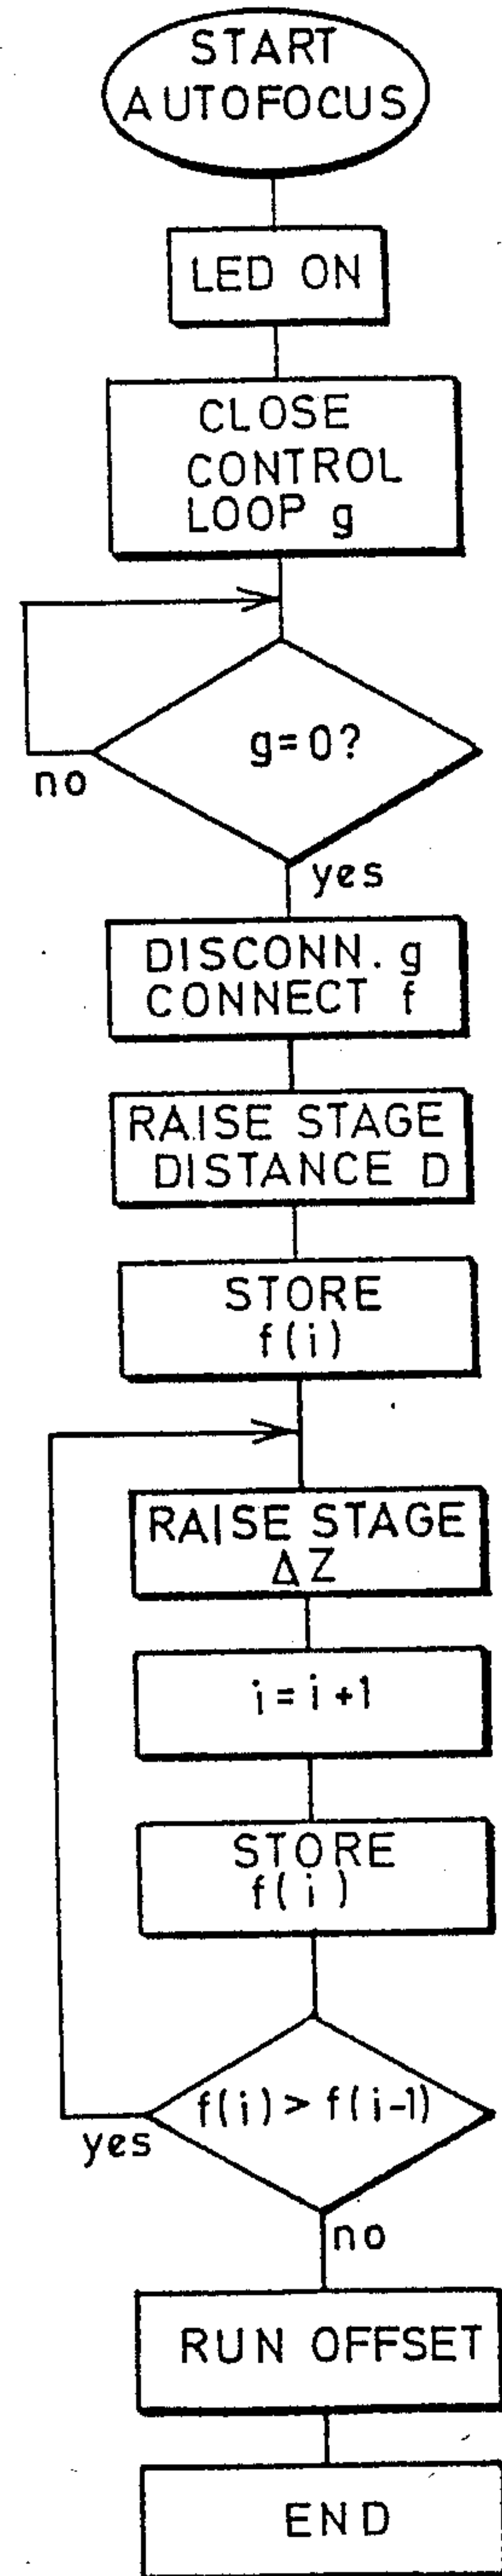 START
AUTOFOCUS
LED ON
CLOSE
CONTROL
LOOP g
g=0?
no
yes
DISCONN. g
CONNECT f
RAISE STAGE
DISTANCE D
STORE
f(i)
RAISE STAGE
ΔZ
i=i+1
STORE
f(i)
f(i)>f(i-1)
yes
no
RUN OFFSET
END